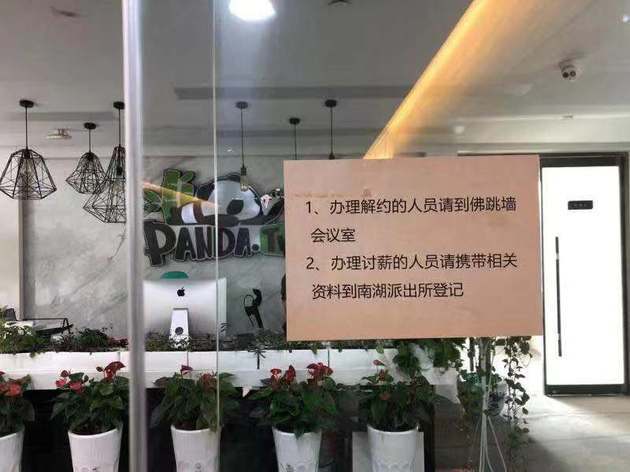 PANDA.T
1、办理解约的人员请到佛跳墙
会议室
2、办理讨薪的人员请携带相关
资料到南湖派出所登记